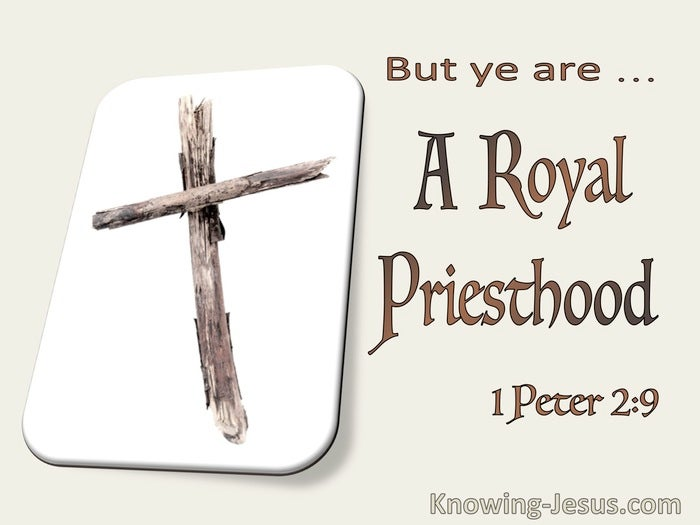 But ye are ...
A Royal
Priesthood
1 Peter 2:9
Knowing-Jesus.com